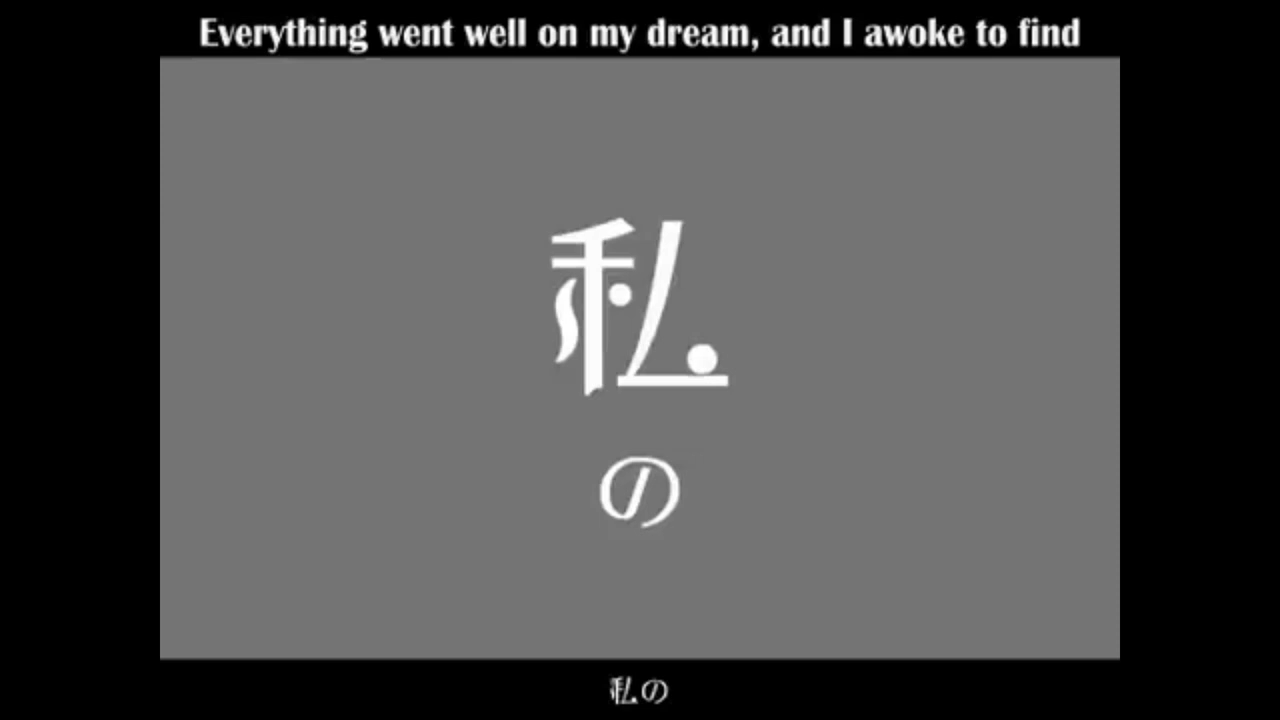 Everything went well on my dream, and I awoke to find
私
の
私の